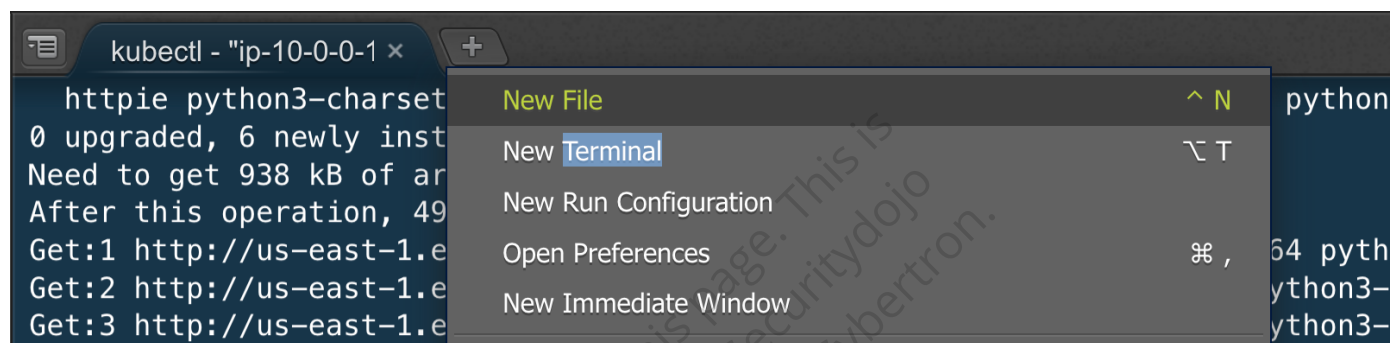 kubectl - "ip-10-0-0-1 ×
+
httpie python3-charset
0 upgraded, 6 newly inst
Need to get 938 kB of ar
After this operation, 49
Get:1 http://us-east-1.e
Get:2 http://us-east-1.e
Get:3 http://us-east-1.e
New File ^ N
New Terminal ⌥ T
New Run Configuration
Open Preferences ⌘ ,
New Immediate Window
python
64 pyth
ython3-
ython3-
This is